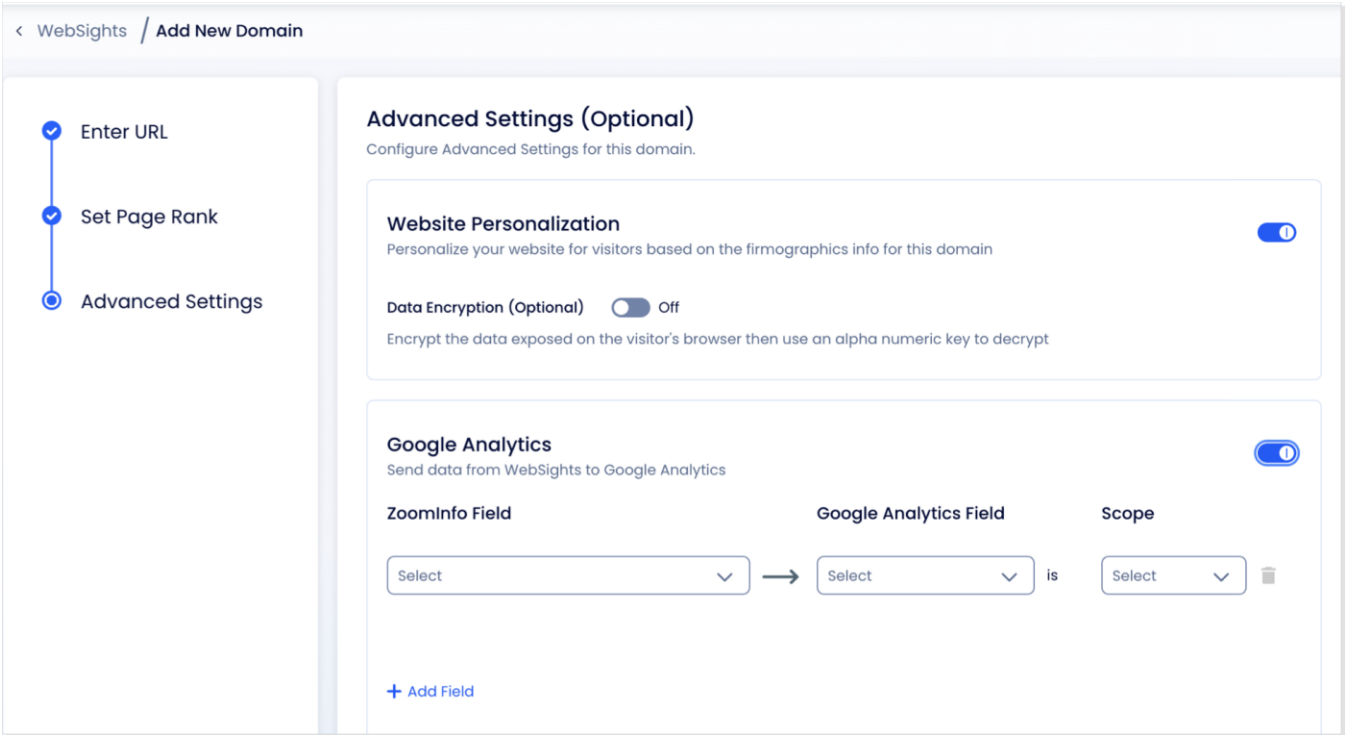 < WebSights / Add New Domain
Enter URL
Set Page Rank
Advanced Settings
Advanced Settings (Optional)
Configure Advanced Settings for this domain.
Website Personalization
Personalize your website for visitors based on the firmographics info for this domain
Data Encryption (Optional) Off
Encrypt the data exposed on the visitor's browser then use an alpha numeric key to decrypt
Google Analytics
Send data from WebSights to Google Analytics
ZoomInfo Field Google Analytics Field Scope
Select Select is Select
+ Add Field